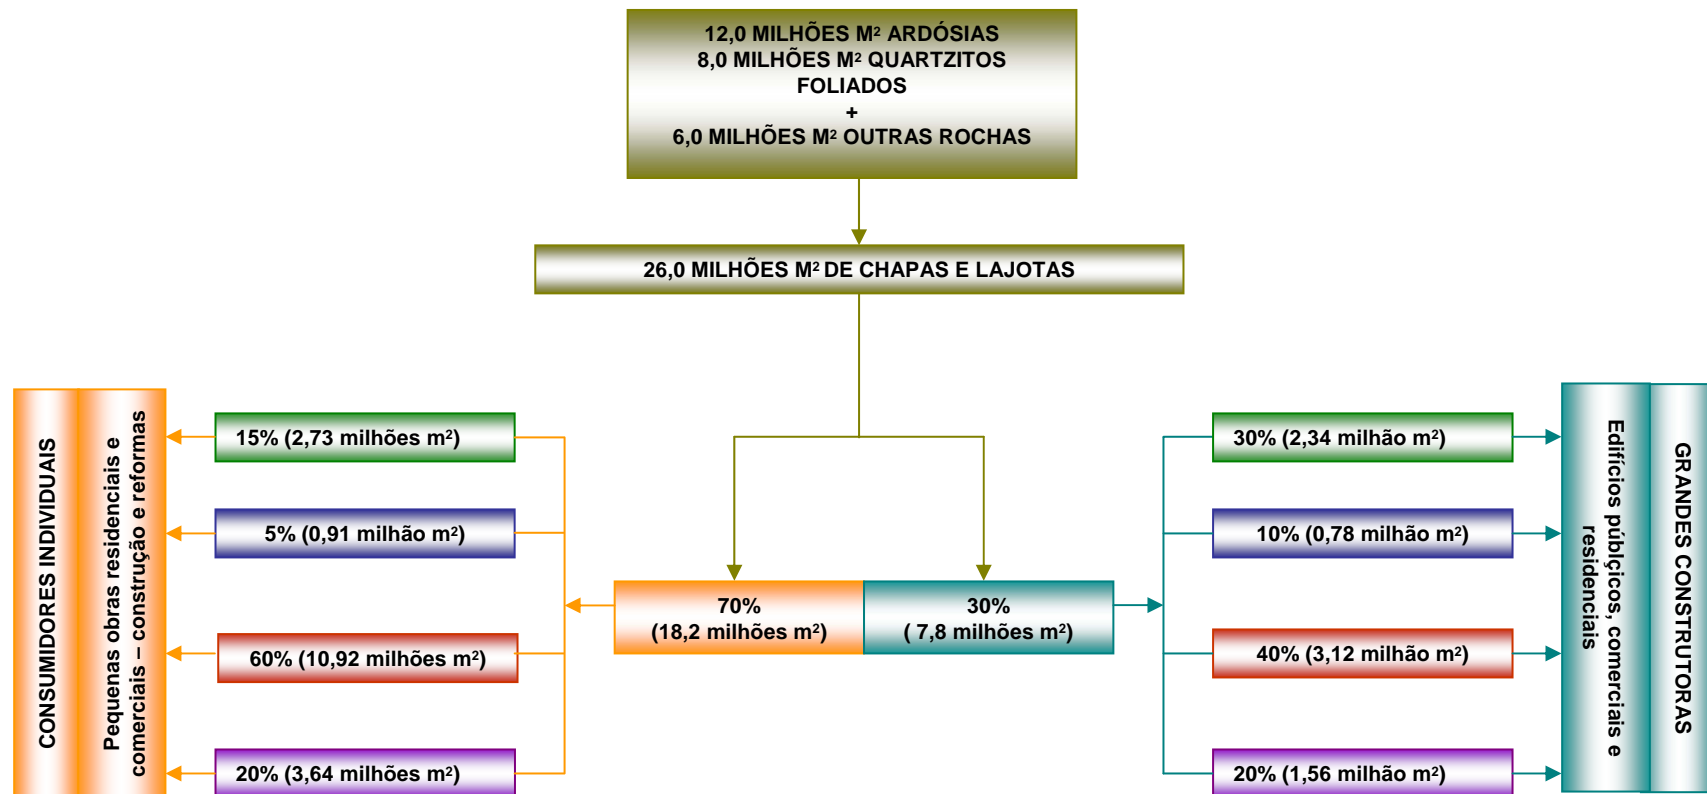 12,0 MILHÕES M² ARDÓSIAS
8,0 MILHÕES M² QUARTZITOS
FOLIADOS
+
6,0 MILHÕES M² OUTRAS ROCHAS
26,0 MILHÕES M² DE CHAPAS E LAJOTAS
CONSUMIDORES INDIVIDUAIS
Pequenas obras residenciais e
comerciais – construção e reformas
15% (2,73 milhões m²)
5% (0,91 milhão m²)
60% (10,92 milhões m²)
20% (3,64 milhões m²)
70%
(18,2 milhões m²)
30%
( 7,8 milhões m²)
30% (2,34 milhão m²)
10% (0,78 milhão m²)
40% (3,12 milhão m²)
20% (1,56 milhão m²)
Edifícios públçicos, comerciais e
residenciais
GRANDES CONSTRUTORAS